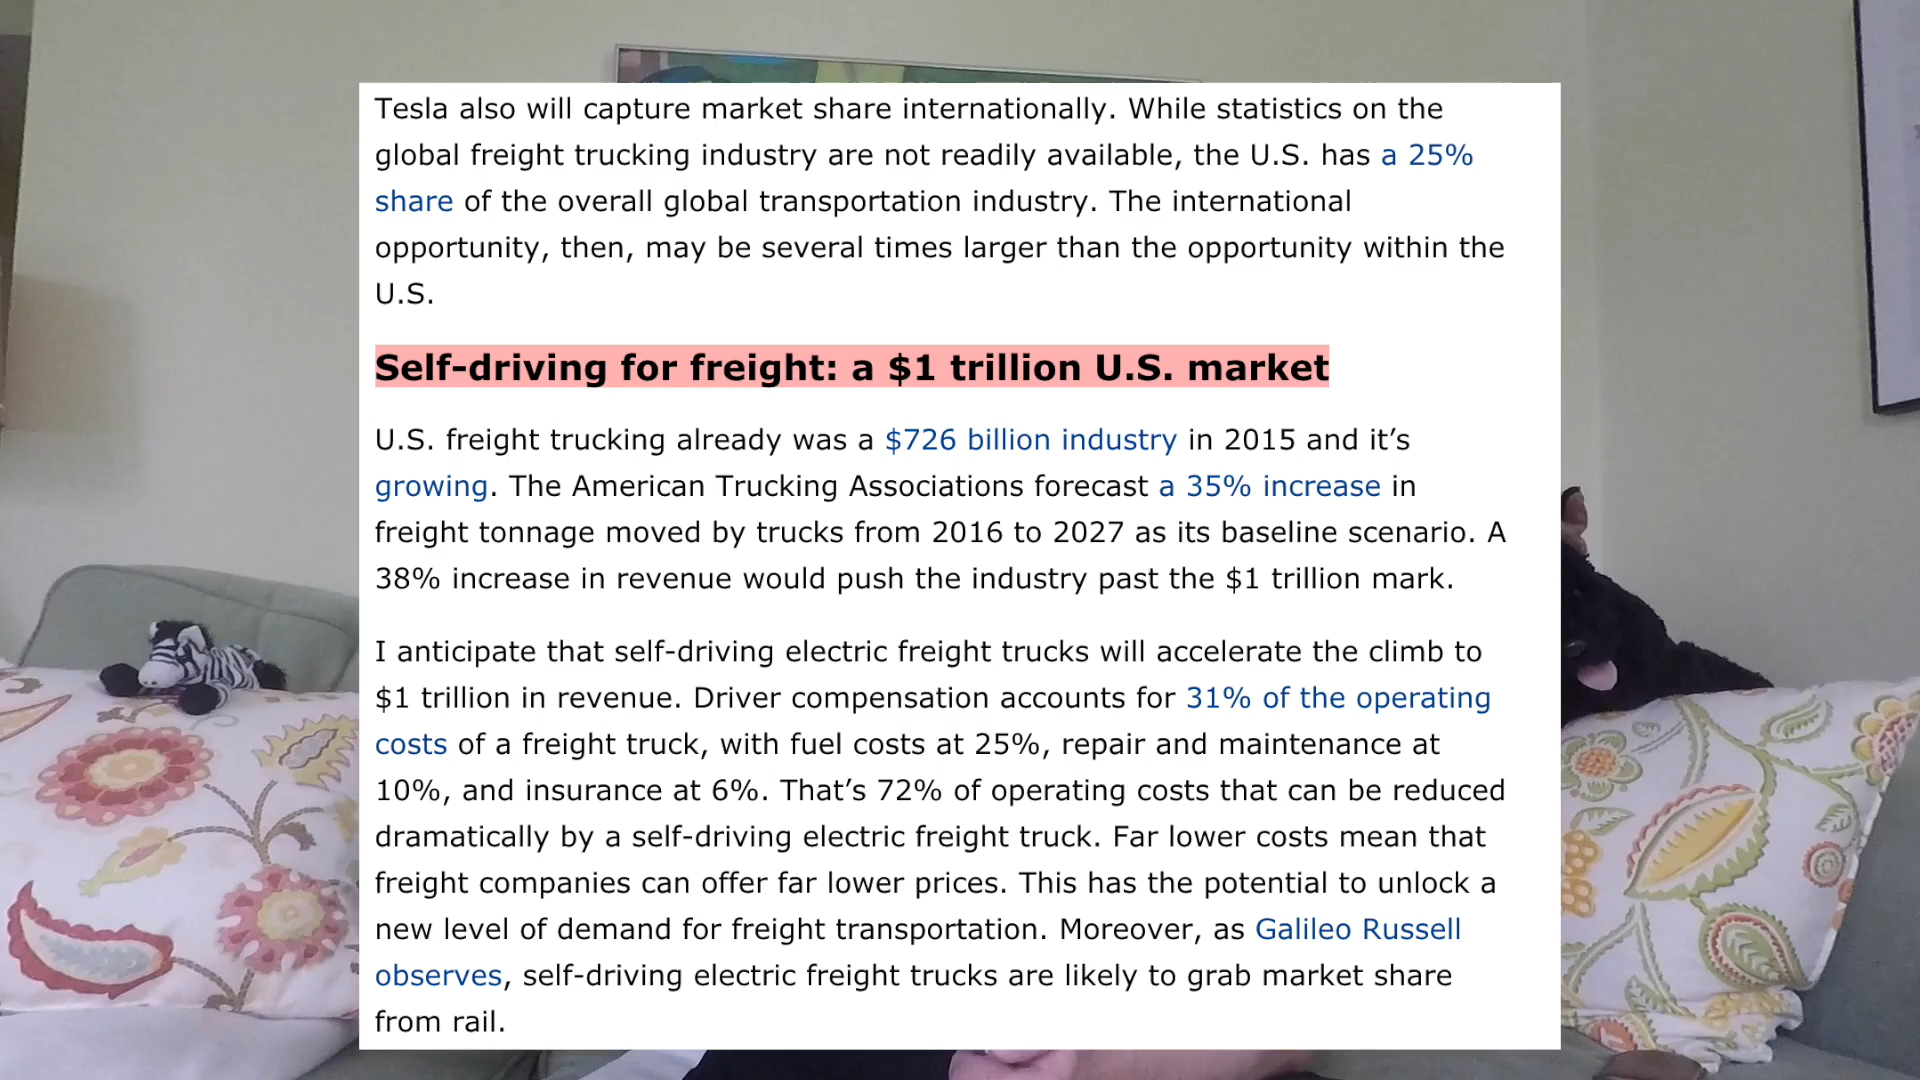 Tesla also will capture market share internationally. While statistics on the
global freight trucking industry are not readily available, the U.S. has a 25%
share of the overall global transportation industry. The international
opportunity, then, may be several times larger than the opportunity within the
U.S.
Self-driving for freight: a $1 trillion U.S. market
U.S. freight trucking already was a $726 billion industry in 2015 and it’s
growing. The American Trucking Associations forecast a 35% increase in
freight tonnage moved by trucks from 2016 to 2027 as its baseline scenario. A
38% increase in revenue would push the industry past the $1 trillion mark.
I anticipate that self-driving electric freight trucks will accelerate the climb to
$1 trillion in revenue. Driver compensation accounts for 31% of the operating
costs of a freight truck, with fuel costs at 25%, repair and maintenance at
10%, and insurance at 6%. That’s 72% of operating costs that can be reduced
dramatically by a self-driving electric freight truck. Far lower costs mean that
freight companies can offer far lower prices. This has the potential to unlock a
new level of demand for freight transportation. Moreover, as Galileo Russell
observes, self-driving electric freight trucks are likely to grab market share
from rail.